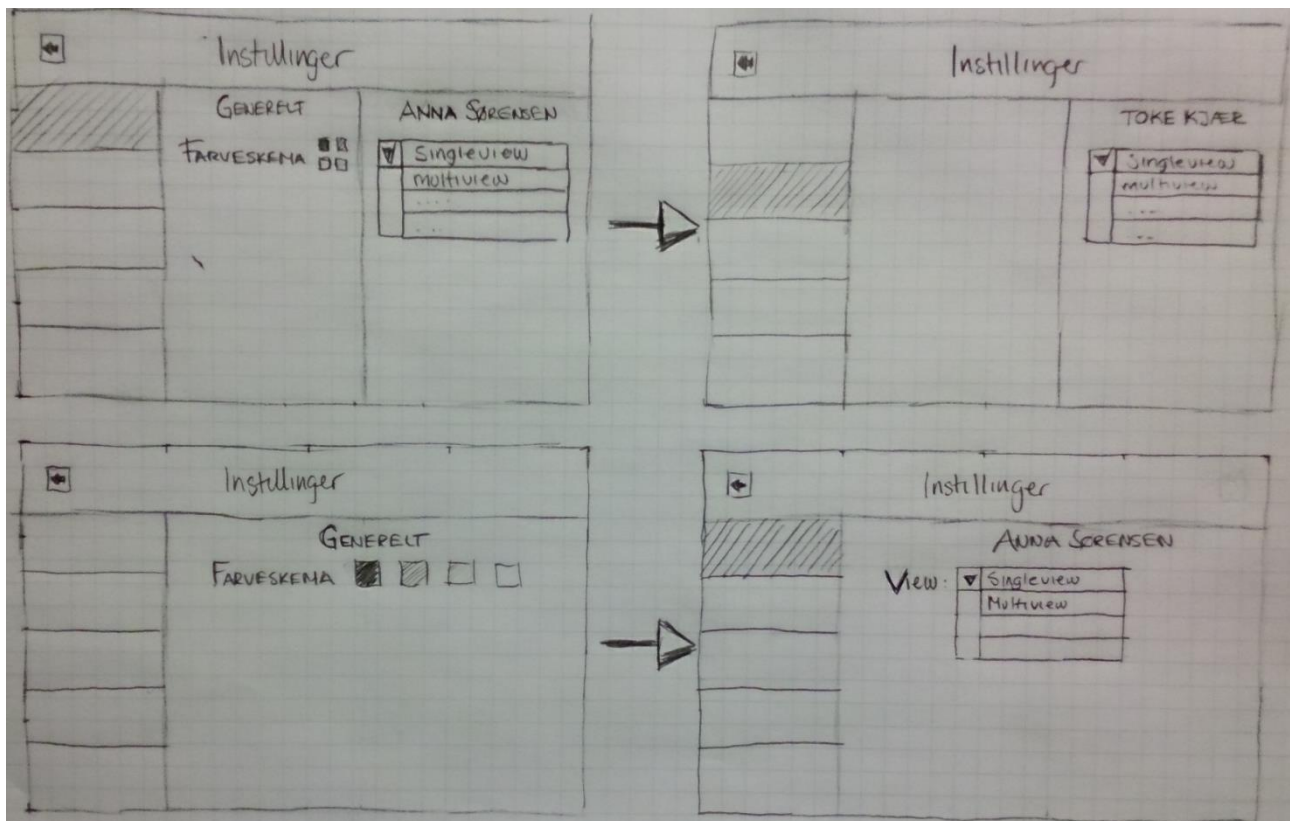 Instillinger
GENERELT
FARVESKEMA
ANNA SØRENSEN
Singleview
multiview
....
...
Instillinger
TOKE KJÆR
Singleview
multiview
...
...
Instillinger
GENERELT
FARVESKEMA
Instillinger
ANNA SØRENSEN
View: Singleview
Multiview